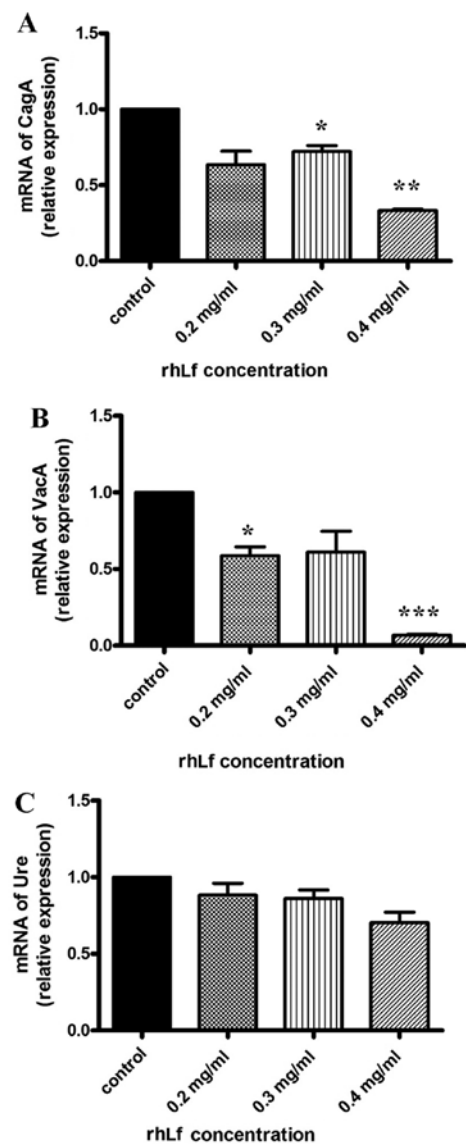 A
mRNA of CagA
(relative expression)
1.5
1.0
0.5
0.0
*
**
control
0.2 mg/ml
0.3 mg/ml
0.4 mg/ml
rhLf concentration
B
mRNA of VacA
(relative expression)
1.5
1.0
0.5
0.0
*
***
control
0.2 mg/ml
0.3 mg/ml
0.4 mg/ml
rhLf concentration
C
mRNA of Ure
(relative expression)
1.5
1.0
0.5
0.0
control
0.2 mg/ml
0.3 mg/ml
0.4 mg/ml
rhLf concentration